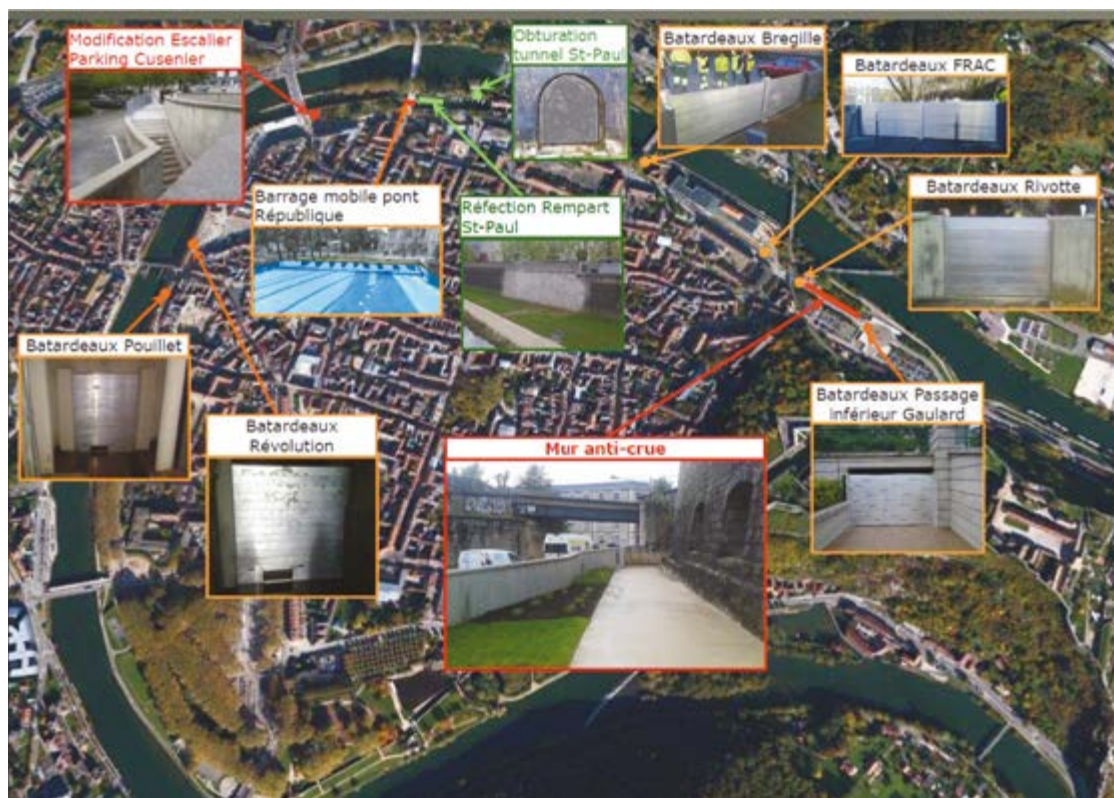 Modification Escalier
Parking Cusenier
Obturation
tunnel St-Paul
Batardeaux Bregille
Batardeaux FRAC
Barrage mobile pont
République
Réfection Rempart
St-Paul
Batardeaux Rivotte
Batardeaux Pouillet
Batardeaux
Révolution
Mur anti-crue
Batardeaux Passage
inférieur Gaulard